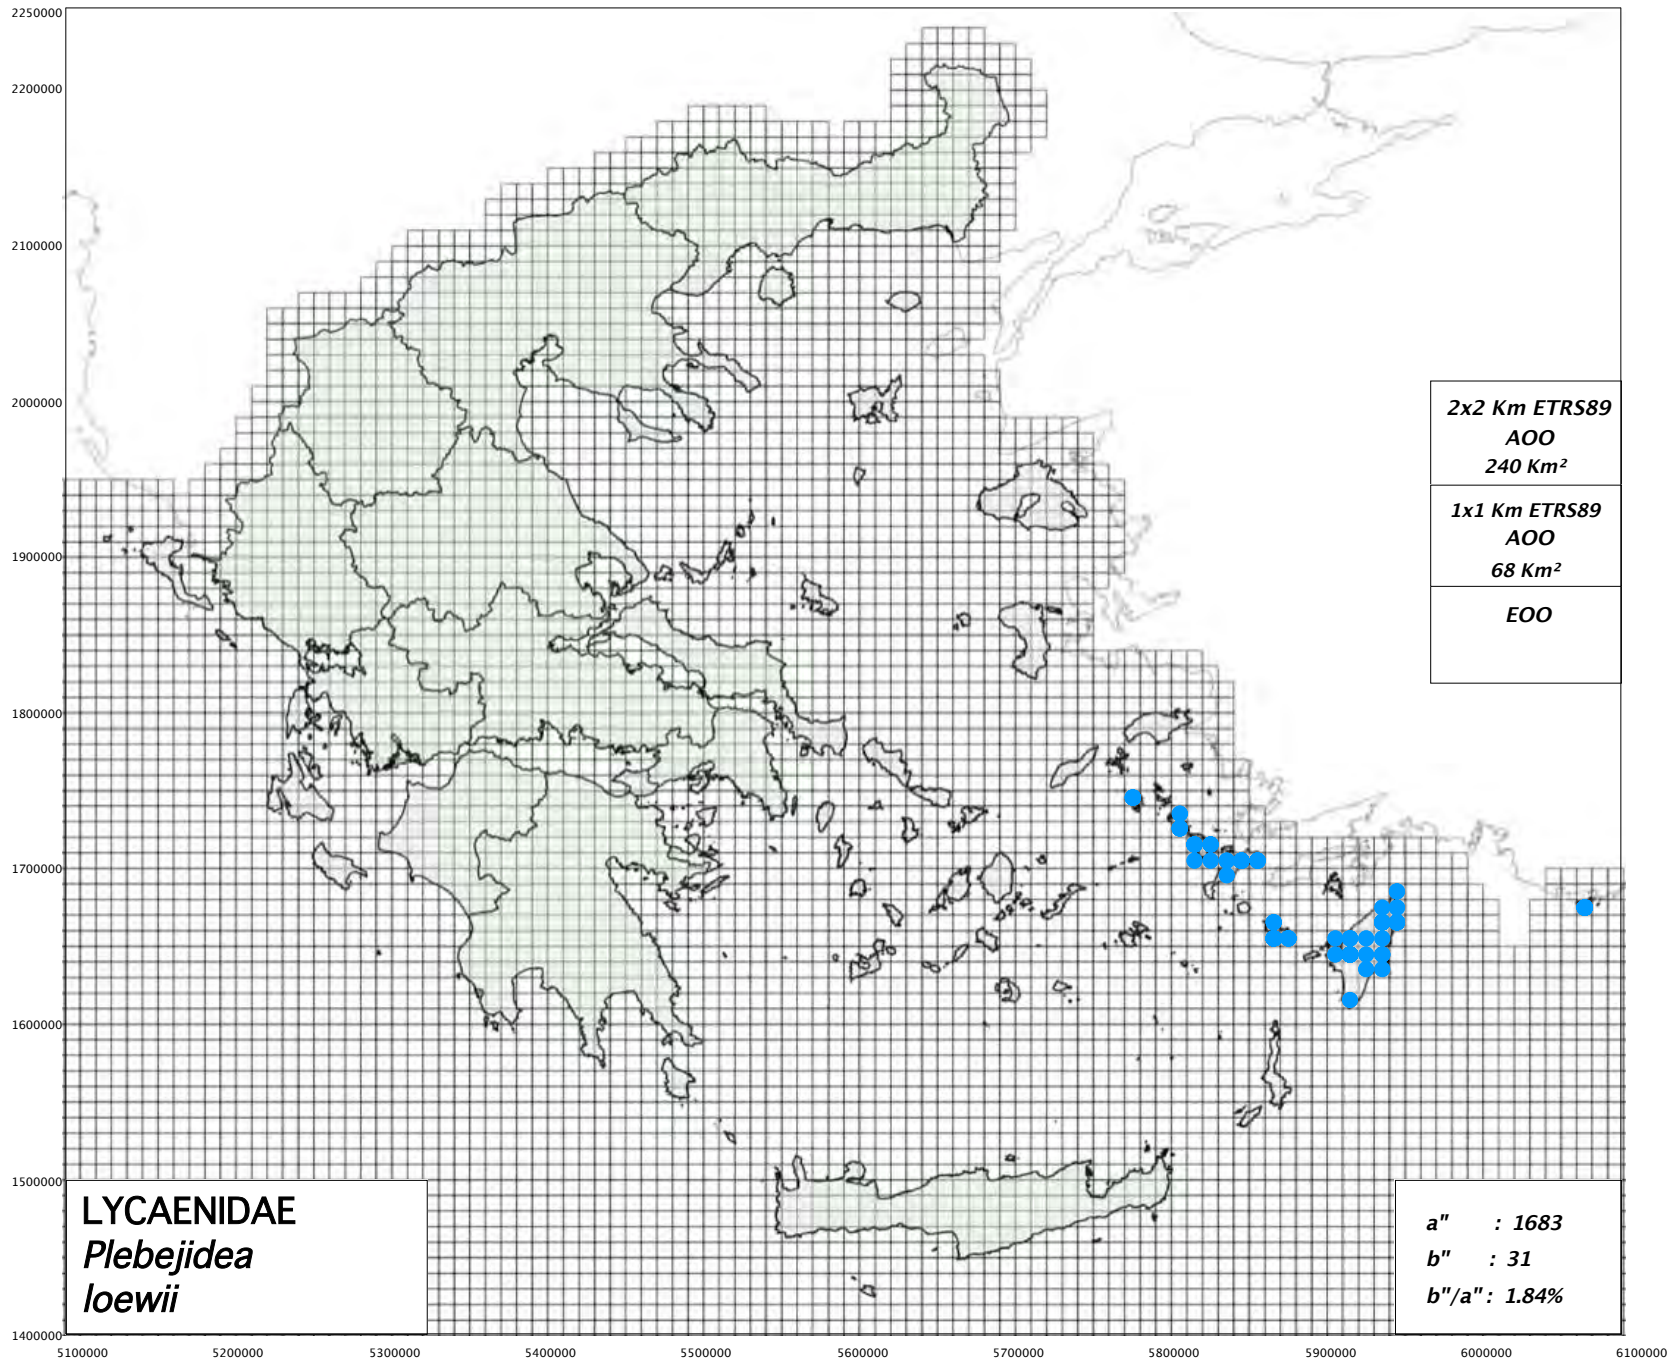 2250000
2200000
2100000
2000000
1900000
1800000
1700000
1600000
1500000
1400000
2x2 Km ETRS89
AOO
240 Km²
1x1 Km ETRS89
AOO
68 Km²
EOO
LYCAENIDAE
Plebejidea
loewii
a" : 1683
b" : 31
b"/a" : 1.84%
5100000 5200000 5300000 5400000 5500000 5600000 5700000 5800000 5900000 6000000 6100000